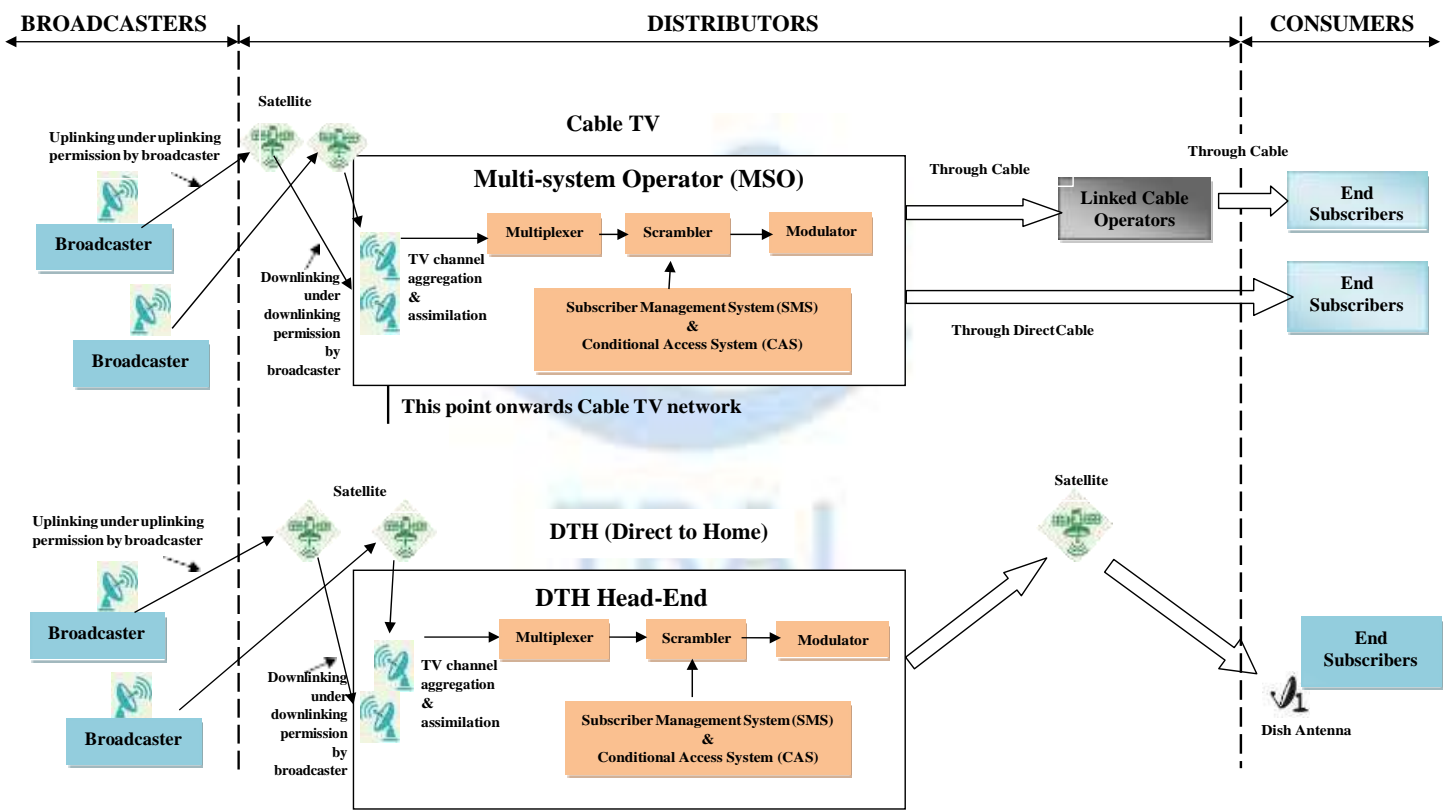 BROADCASTERS
DISTRIBUTORS
CONSUMERS
Satellite
Cable TV
Uplinking under uplinking
permission by broadcaster
Broadcaster
Broadcaster
Downlinking
under
downlinking
permission
by
broadcaster
Multi-system Operator (MSO)
Multiplexer
Scrambler
Modulator
TV channel
aggregation
&
assimilation
Subscriber Management System (SMS)
&
Conditional Access System (CAS)
This point onwards Cable TV network
Through Cable
Linked Cable
Operators
Through Cable
End
Subscribers
Through Direct Cable
End
Subscribers
Satellite
DTH (Direct to Home)
Uplinking under uplinking
permission by broadcaster
Broadcaster
Broadcaster
Downlinking
under
downlinking
permission
by
broadcaster
DTH Head-End
Multiplexer
Scrambler
Modulator
TV channel
aggregation
&
assimilation
Subscriber Management System (SMS)
&
Conditional Access System (CAS)
Satellite
End
Subscribers
Dish Antenna